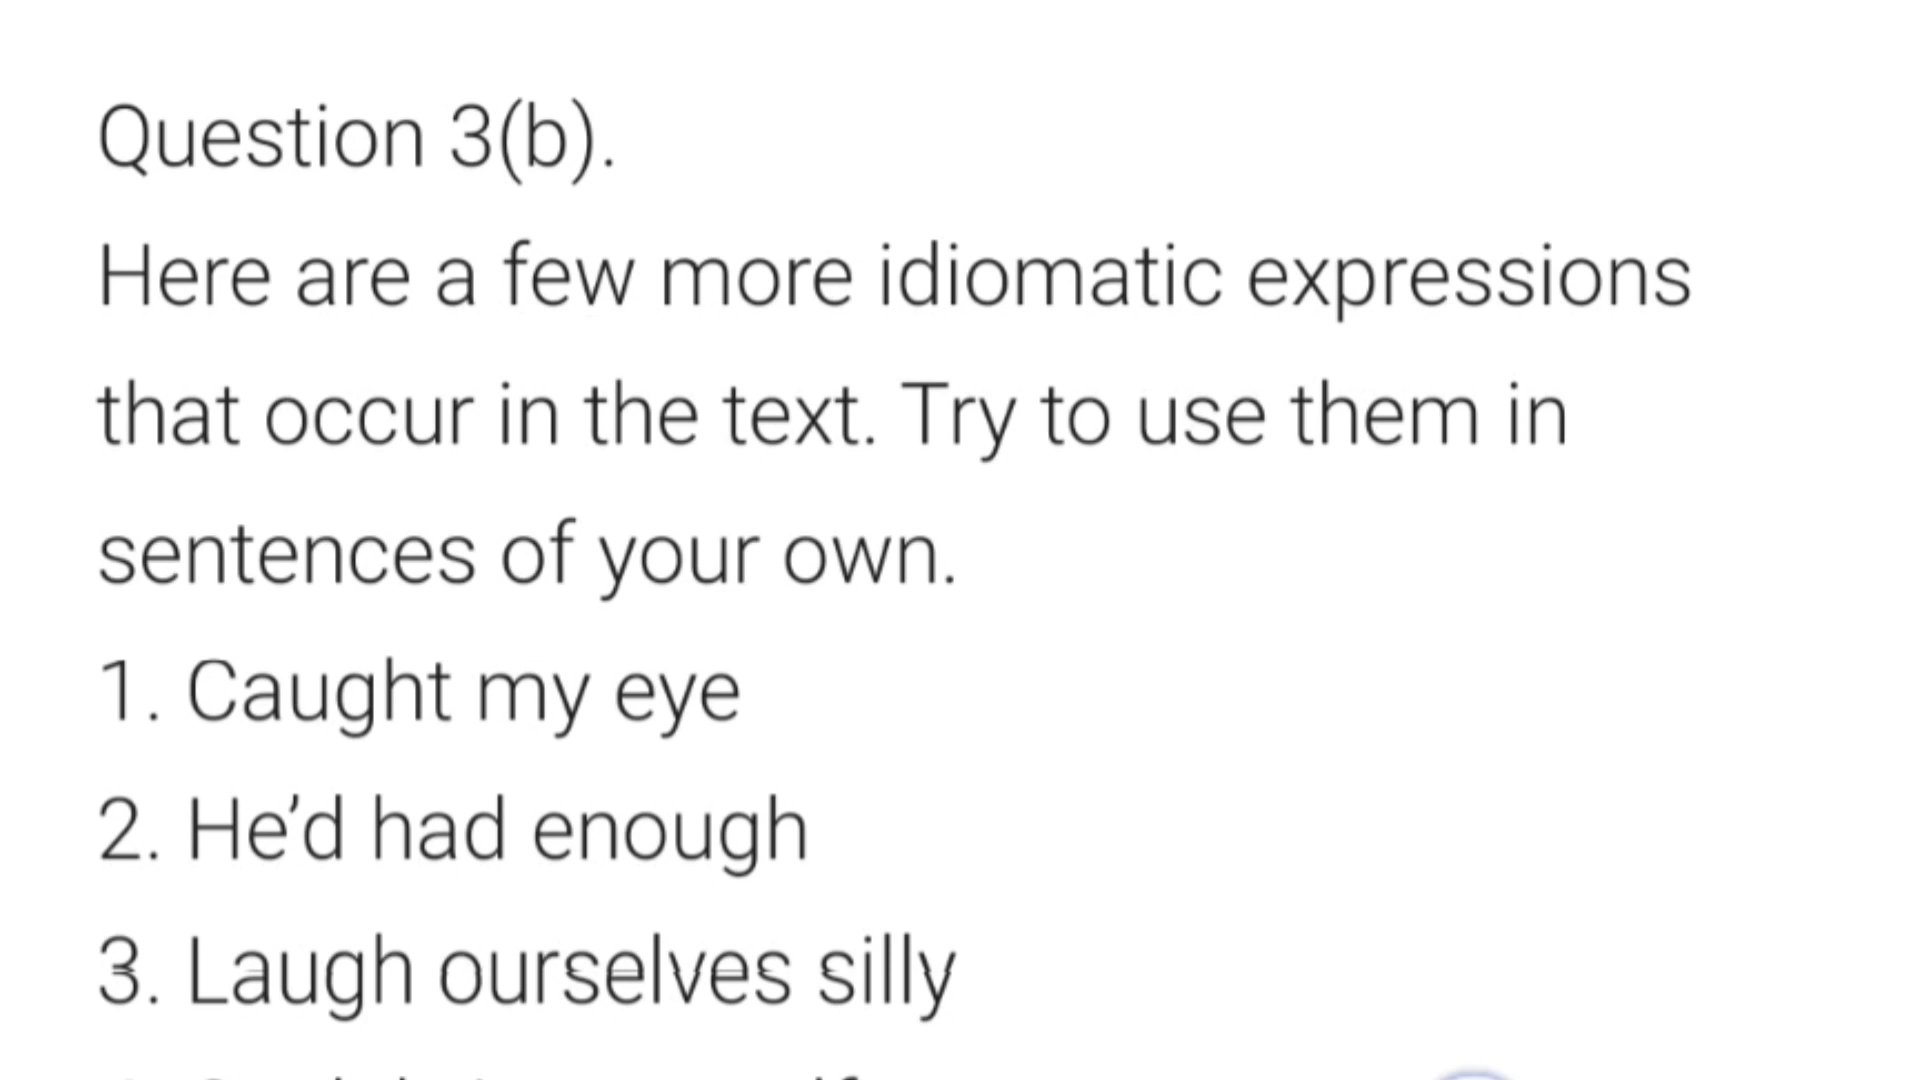 Question 3(b).
Here are a few more idiomatic expressions
that occur in the text. Try to use them in
sentences of your own.
1. Caught my eye
2. He’d had enough
3. Laugh ourselves silly